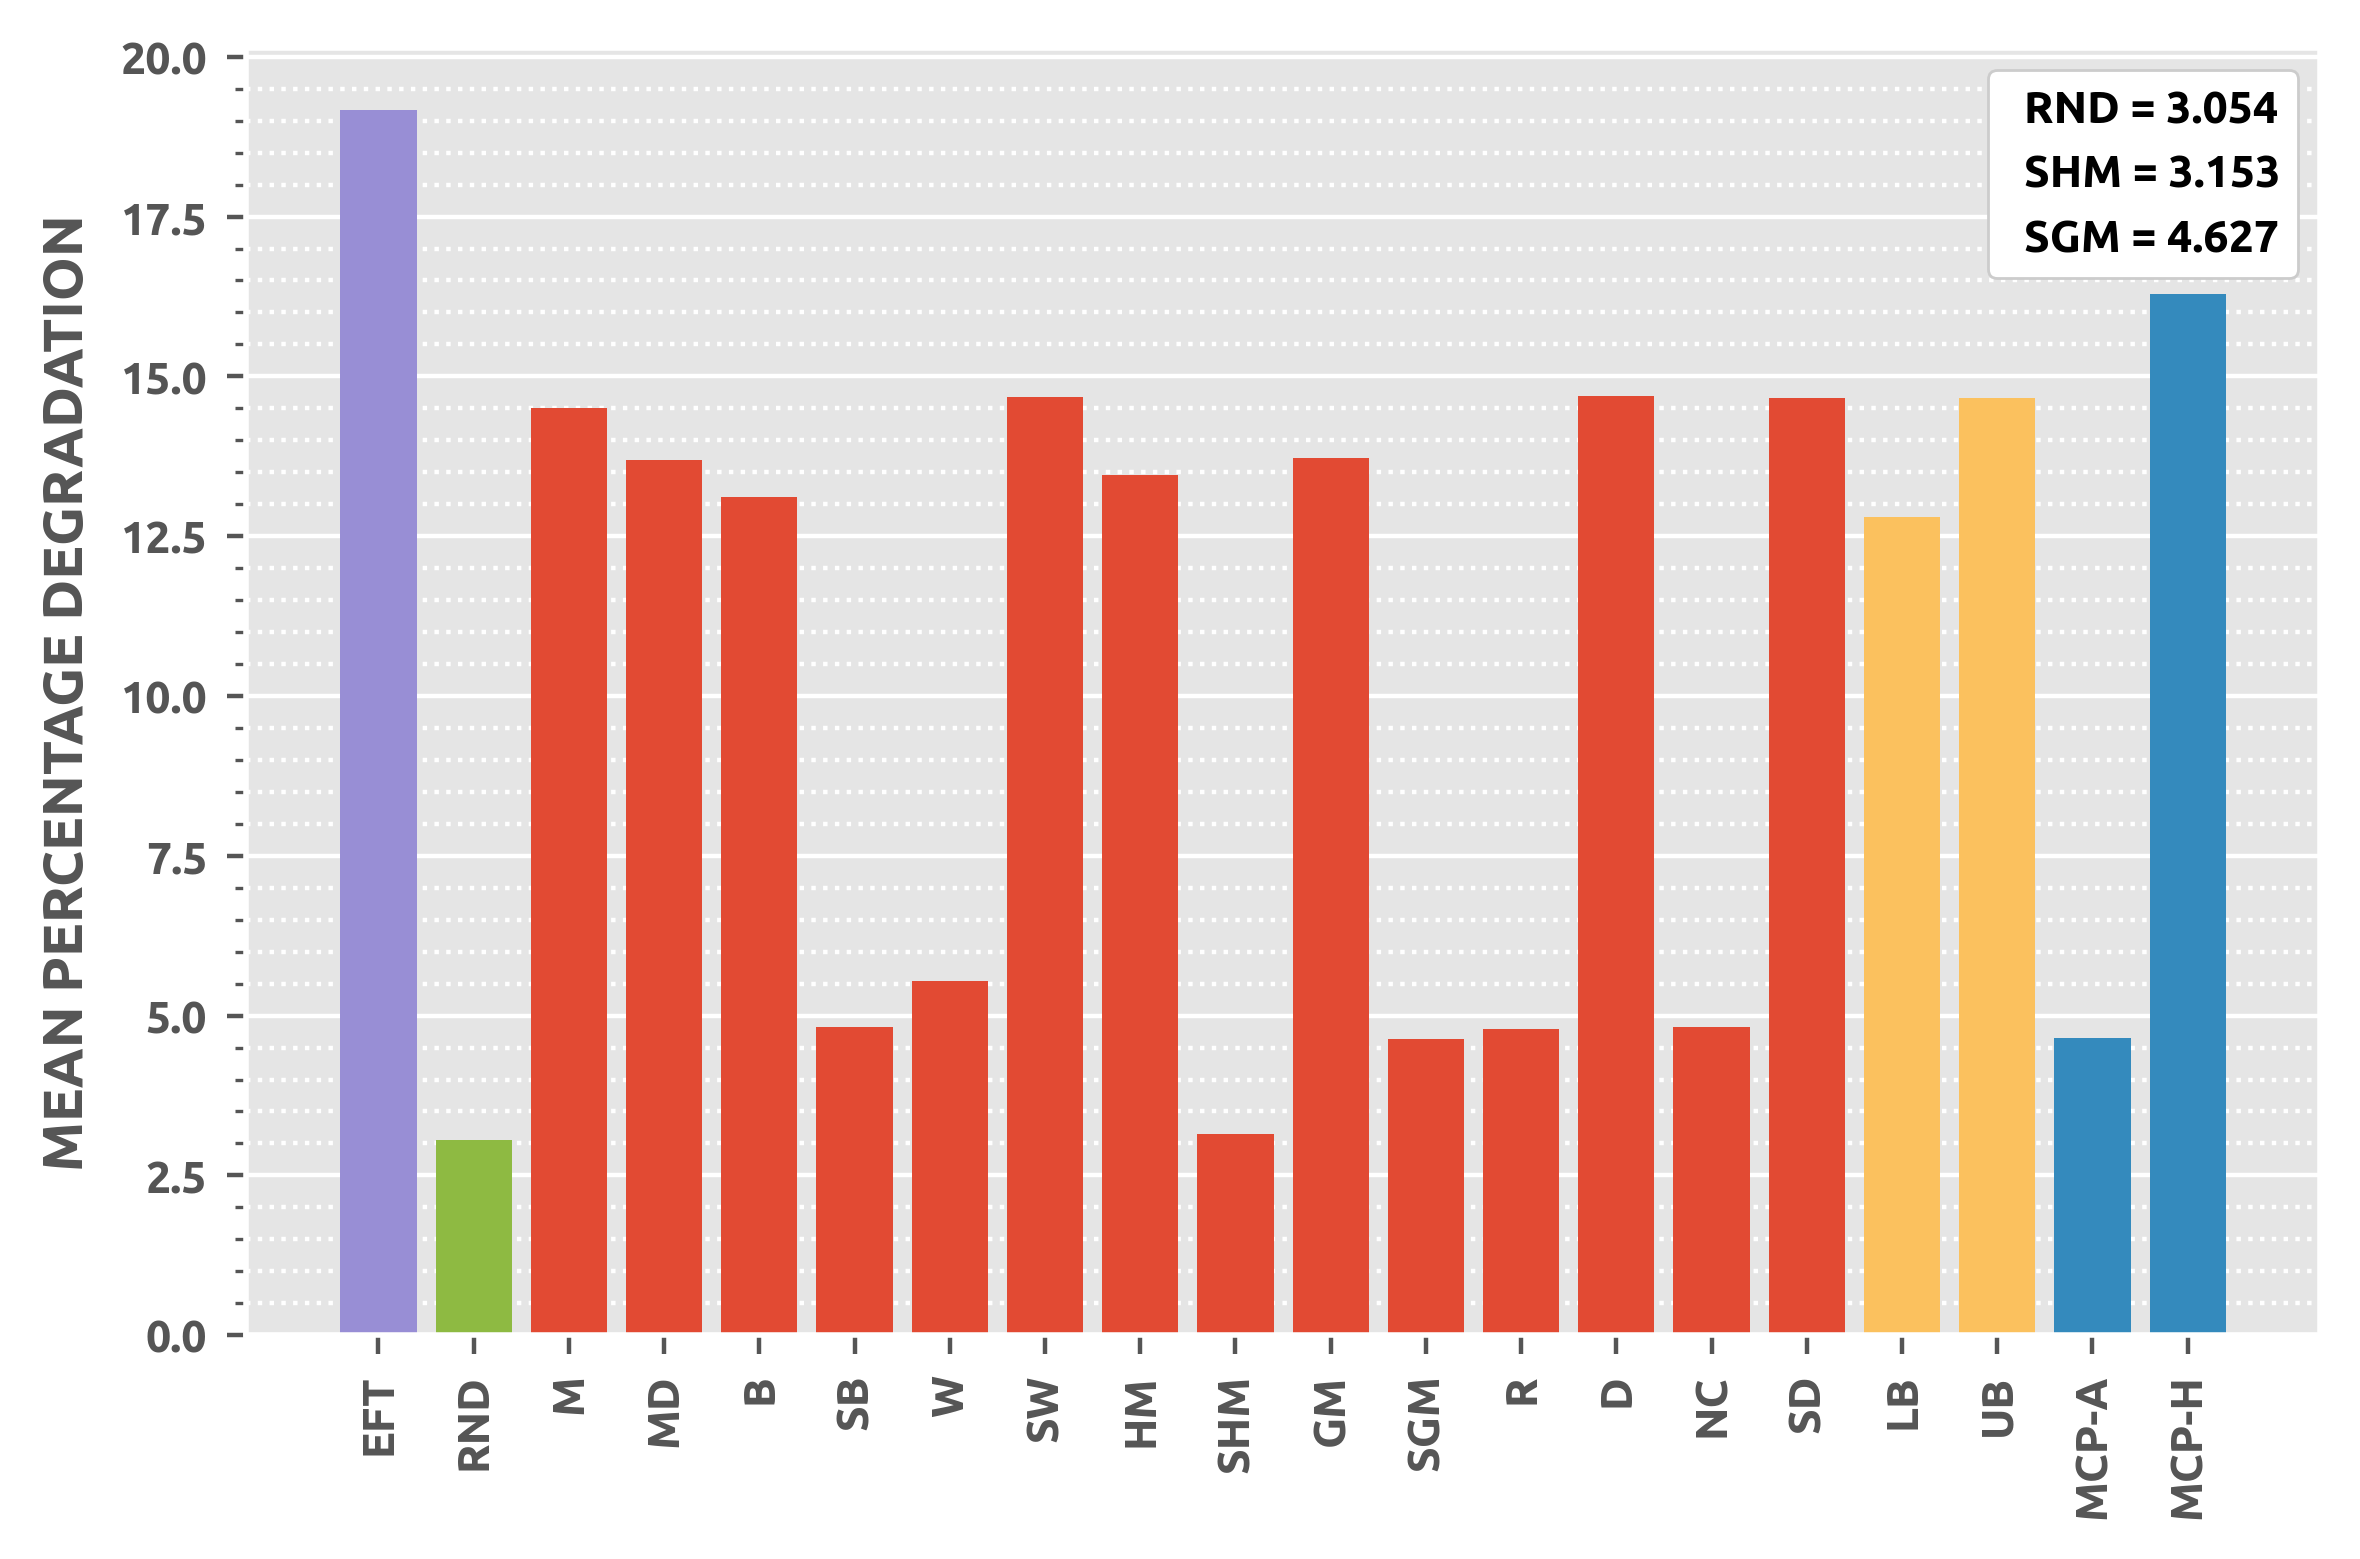 MEAN PERCENTAGE DEGRADATION
20.0
17.5
15.0
12.5
10.0
7.5
5.0
2.5
0.0
RND = 3.054
SHM = 3.153
SGM = 4.627
EFT
RND
M
MD
B
SB
W
SW
HM
SHM
GM
SGM
R
D
NC
SD
LB
UB
MCP-A
MCP-H